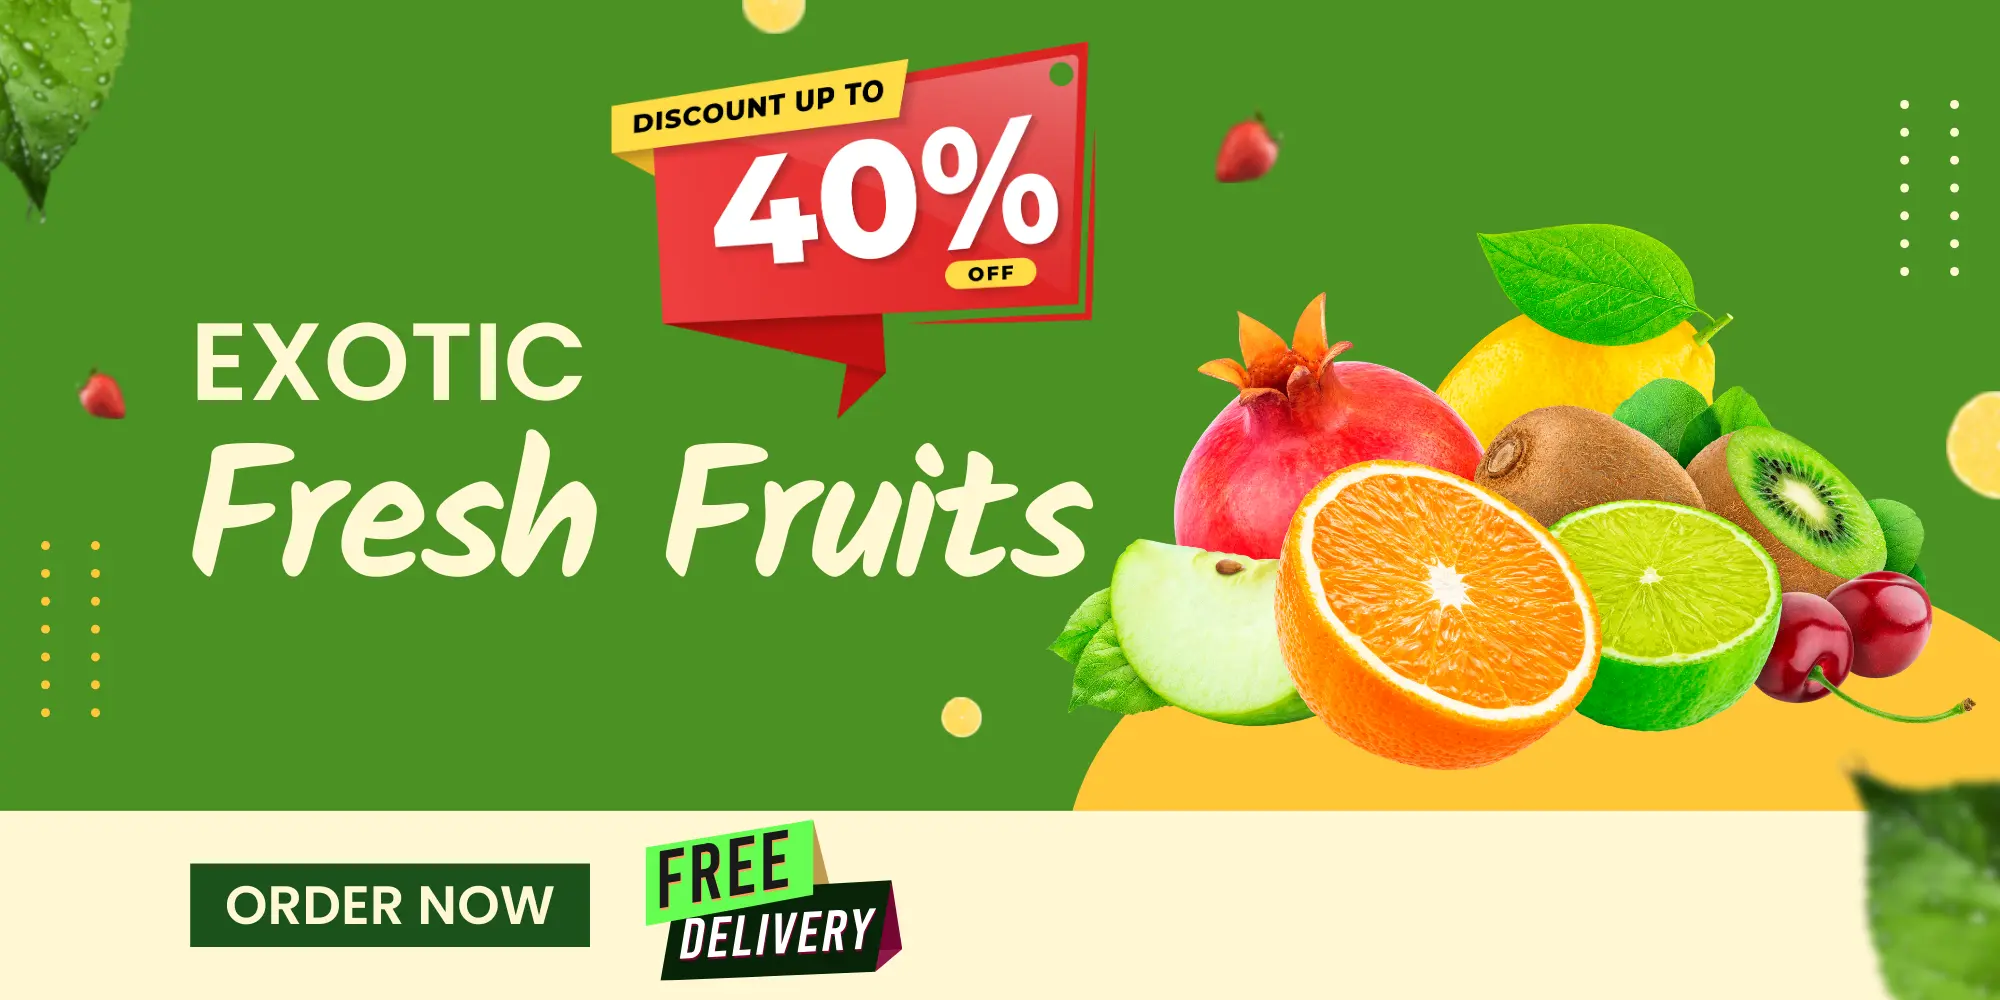 DISCOUNT UP TO
40%
OFF
EXOTIC
Fresh Fruits
ORDER NOW
FREE
DELIVERY